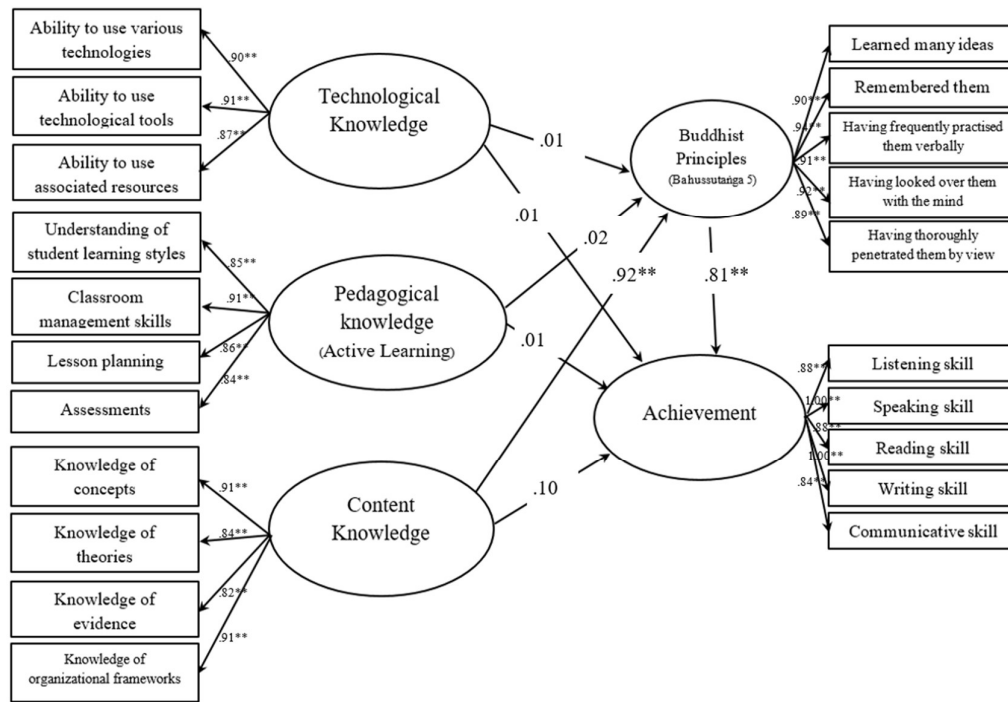 Ability to use various
technologies
Ability to use
technological tools
Ability to use
associated resources
.90**
.91**
.87**
Technological
Knowledge
Understanding of
student learning styles
Classroom
management skills
Lesson planning
Assessments
.85**
.91**
.86**
.84**
Pedagogical
knowledge
(Active Learning)
Knowledge of
concepts
Knowledge of
theories
Knowledge of
evidence
Knowledge of
organizational frameworks
.91**
.84**
.82**
.91**
Content
Knowledge
.01
.01
.02
.92**
.01
.10
.81**
Buddhist
Principles
(Bahussutaṅga 5)
.90**
.94**
.91**
.92**
.89**
Learned many ideas
Remembered them
Having frequently practised
them verbally
Having looked over them
with the mind
Having thoroughly
penetrated them by view
Achievement
.88**
1.00**
.88**
1.00**
.84**
Listening skill
Speaking skill
Reading skill
Writing skill
Communicative skill